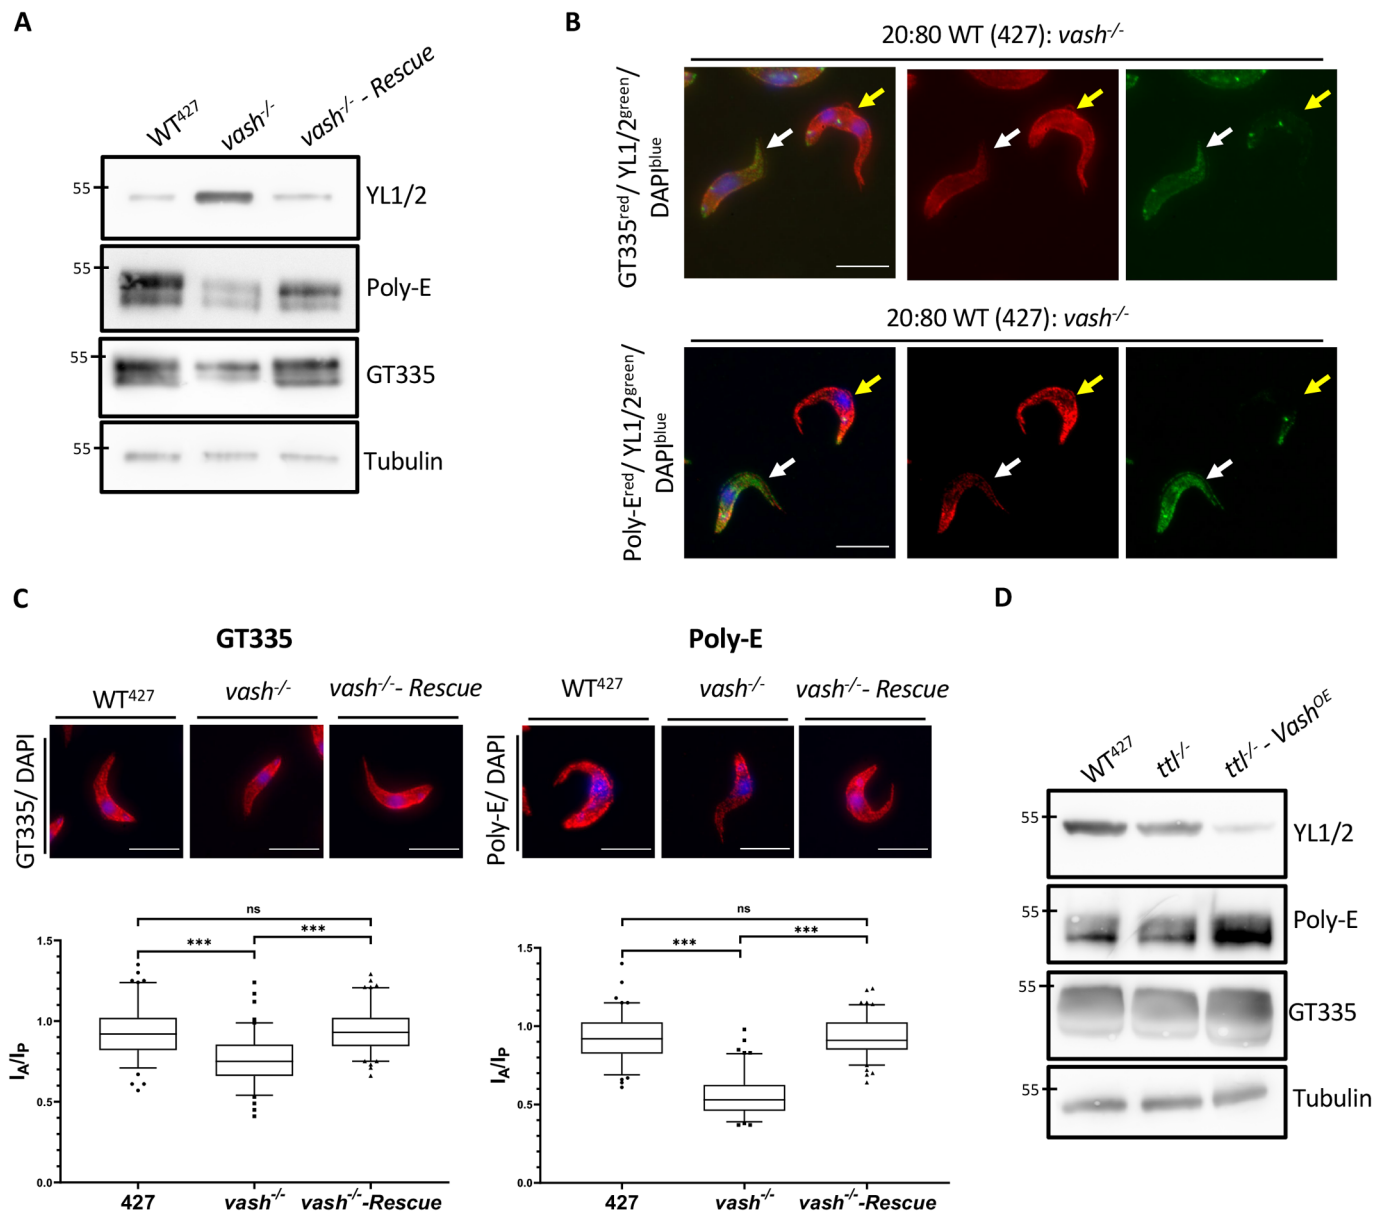 A
WT427
vash-/-
vash-/- - Rescue
55
YL1/2
55
Poly-E
55
GT335
55
Tubulin
B
20:80 WT (427): vash-/-
GT335red/ YL1/2green/
DAPIblue
20:80 WT (427): vash-/-
Poly-Ered/ YL1/2green/
DAPIblue
C
GT335
WT427
vash-/-
vash-/-- Rescue
GT335/ DAPI
Poly-E
WT427
vash-/-
vash-/-- Rescue
Poly-E/ DAPI
ns
***
***
1.5
1.0
0.5
0.0
IA/IP
427
vash-/-
vash-/--Rescue
ns
***
***
1.5
1.0
0.5
0.0
IA/IP
427
vash-/-
vash-/--Rescue
D
WT427
ttl-/-
ttl-/- - VashOE
55
YL1/2
55
Poly-E
55
GT335
55
Tubulin